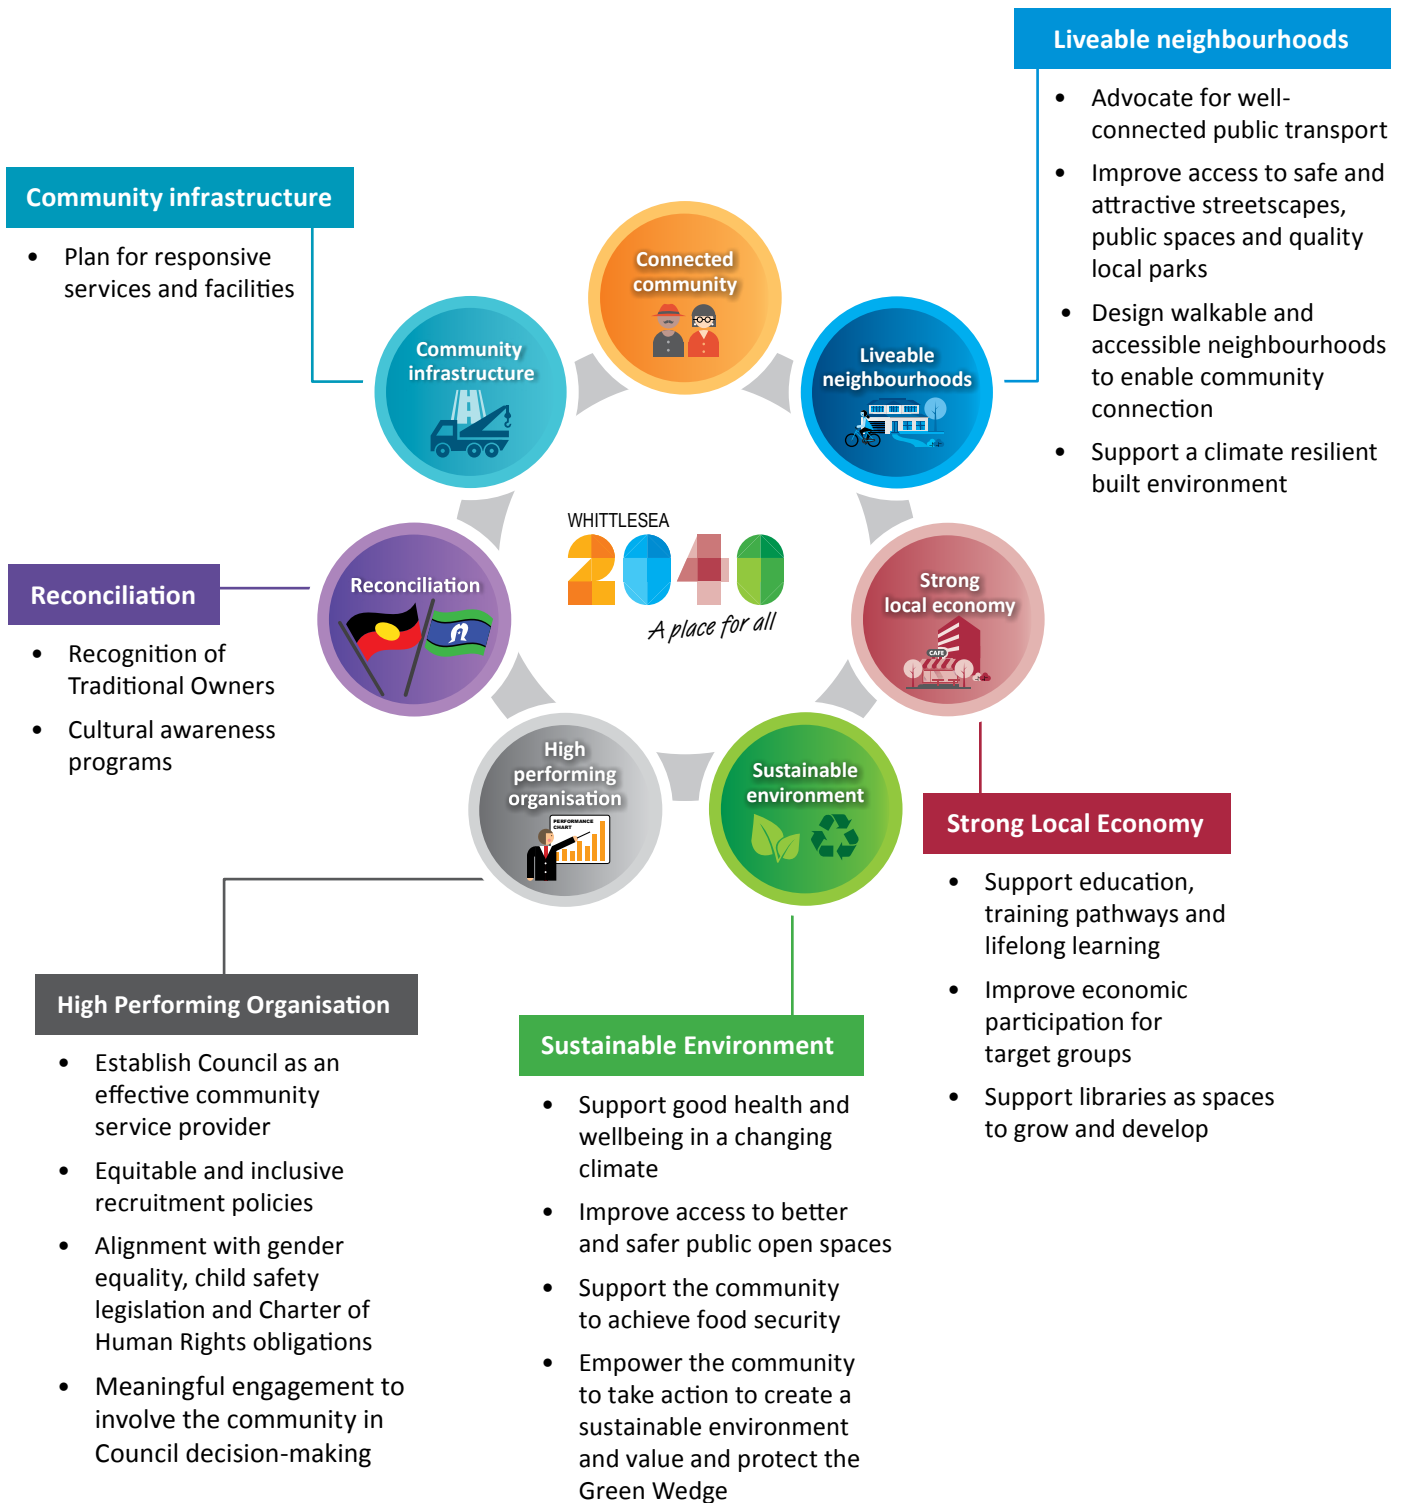 Liveable neighbourhoods
• Advocate for well-
connected public transport
• Improve access to safe and
attractive streetscapes,
public spaces and quality
local parks
• Design walkable and
accessible neighbourhoods
to enable community
connection
• Support a climate resilient
built environment
Community infrastructure
• Plan for responsive
services and facilities
Connected
community
Community
infrastructure
Liveable
neighbourhoods
WHITTLESEA
2040
A place for all
Reconciliation
Strong
local economy
CAFE
Reconciliation
• Recognition of
Traditional Owners
• Cultural awareness
programs
High
performing
organisation
PERFORMANCE
CHART
Sustainable
environment
Strong Local Economy
• Support education,
training pathways and
lifelong learning
• Improve economic
participation for
target groups
• Support libraries as spaces
to grow and develop
High Performing Organisation
• Establish Council as an
effective community
service provider
• Equitable and inclusive
recruitment policies
• Alignment with gender
equality, child safety
legislation and Charter of
Human Rights obligations
• Meaningful engagement to
involve the community in
Council decision-making
Sustainable Environment
• Support good health and
wellbeing in a changing
climate
• Improve access to better
and safer public open spaces
• Support the community
to achieve food security
• Empower the community
to take action to create a
sustainable environment
and value and protect the
Green Wedge